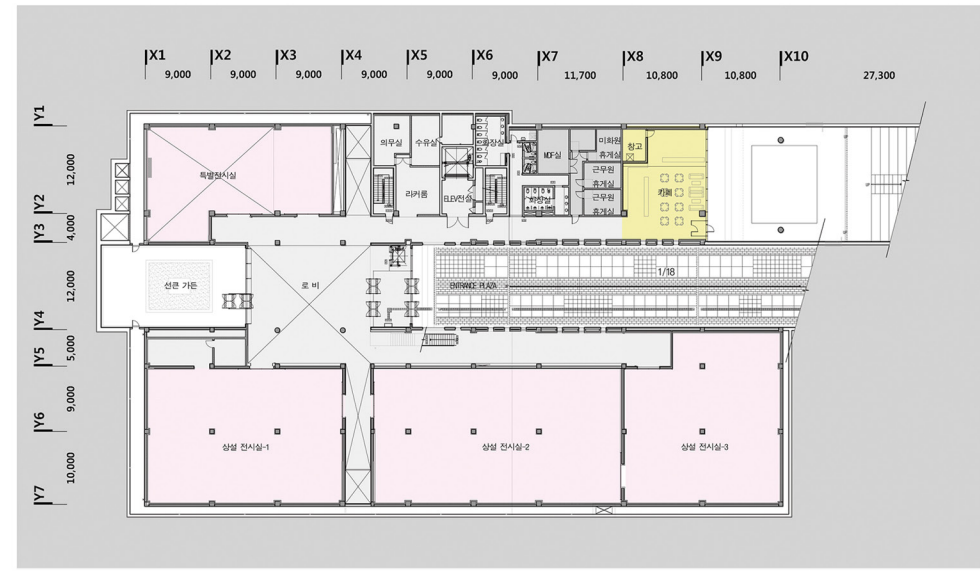 X1
X2
X3
X4
X5
X6
X7
X8
X9
X10
9,000
9,000
9,000
9,000
9,000
9,000
11,700
10,800
10,800
27,300
Y1
12,000
Y2
4,000
Y3
12,000
Y4
5,000
Y5
9,000
Y6
10,000
Y7
특별전시실
의무실
수유실
화장실
MDF실
미화원
휴게실
창고
라커룸
ELEV전실
화장실
근무원
휴게실
근무원
휴게실
카페
선큰 가든
로 비
ENTRANCE PLAZA
1/18
상설 전시실-1
상설 전시실-2
상설 전시실-3